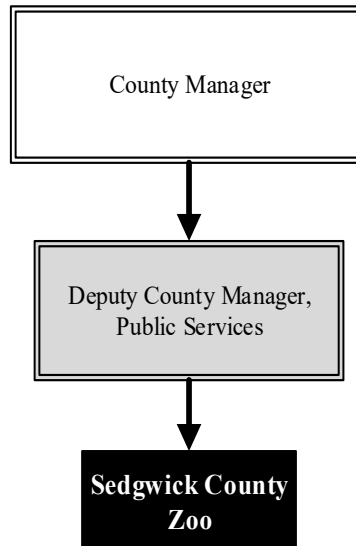 County Manager
Deputy County Manager,
Public Services
Sedgwick County
Zoo